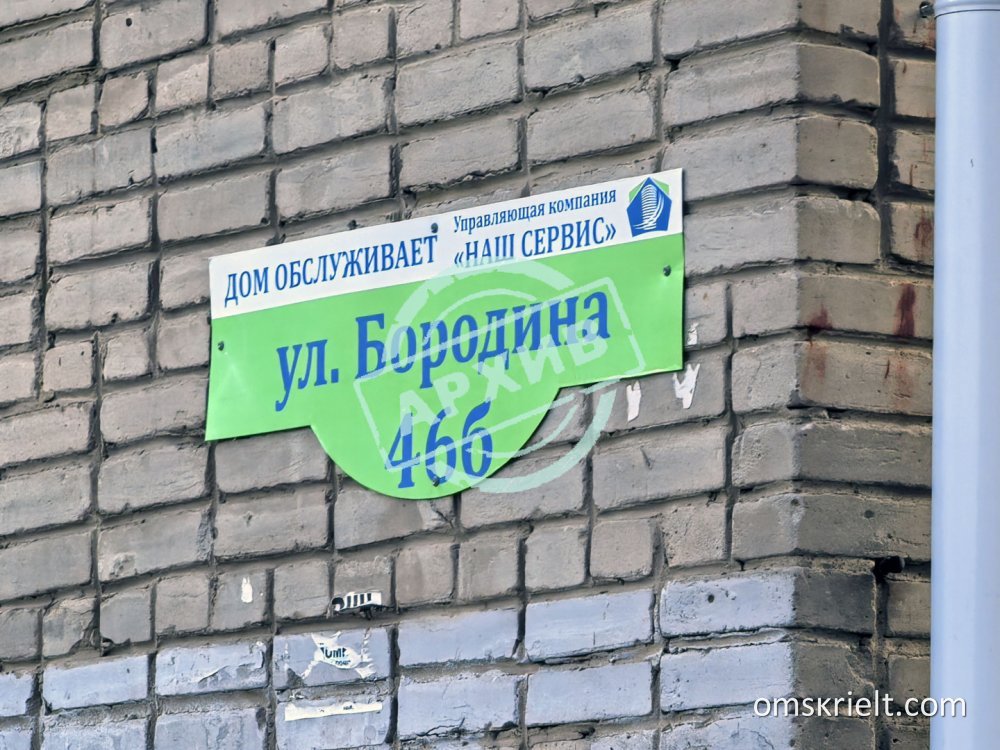 ДОМ ОБСЛУЖИВАЕТ
Управляющая компания
«НАШ СЕРВИС»
ул. Бородина
46б
АРХИВ
omskrielt.com